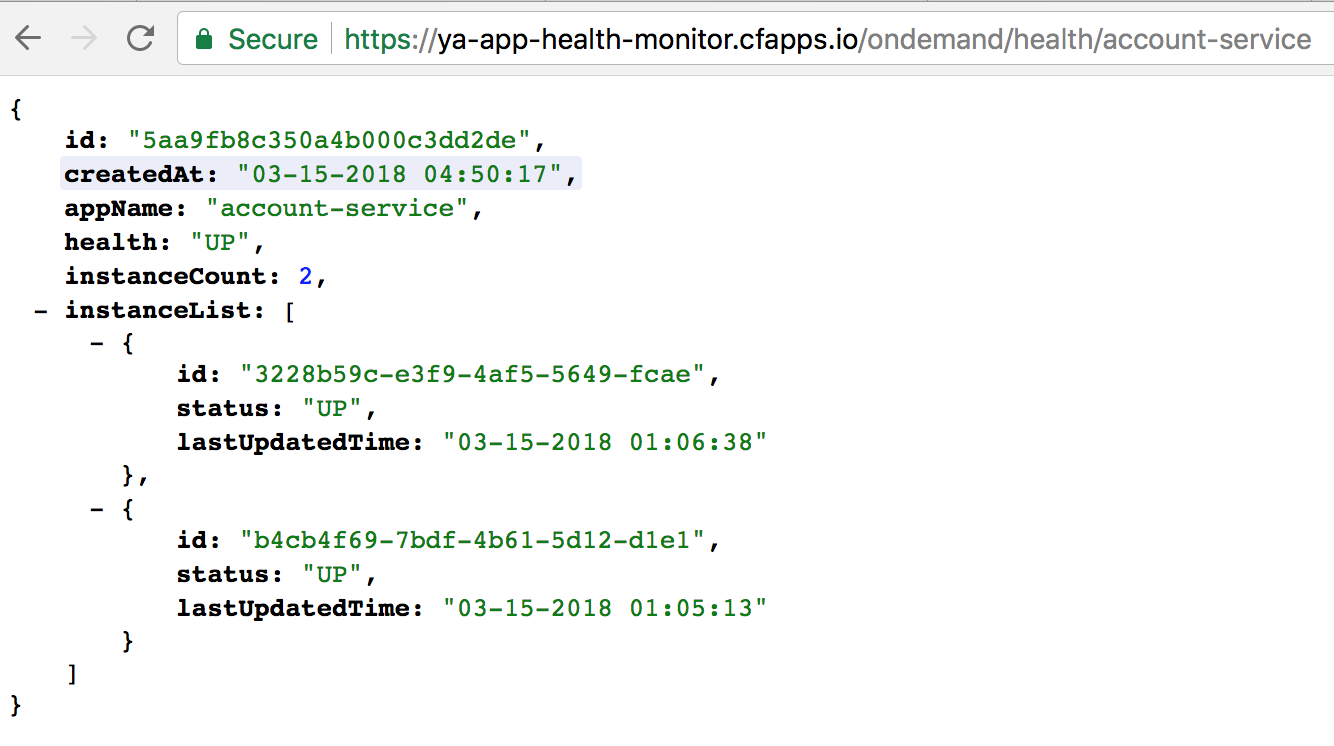 Secure https://ya-app-health-monitor.cfapps.io/ondemand/health/account-service
{
id: "5aa9fb8c350a4b000c3dd2de",
createdAt: "03-15-2018 04:50:17",
appName: "account-service",
health: "UP",
instanceCount: 2,
- instanceList: [
- {
id: "3228b59c-e3f9-4af5-5649-fcae",
status: "UP",
lastUpdatedTime: "03-15-2018 01:06:38"
},
- {
id: "b4cb4f69-7bdf-4b61-5d12-d1e1",
status: "UP",
lastUpdatedTime: "03-15-2018 01:05:13"
}
]
}